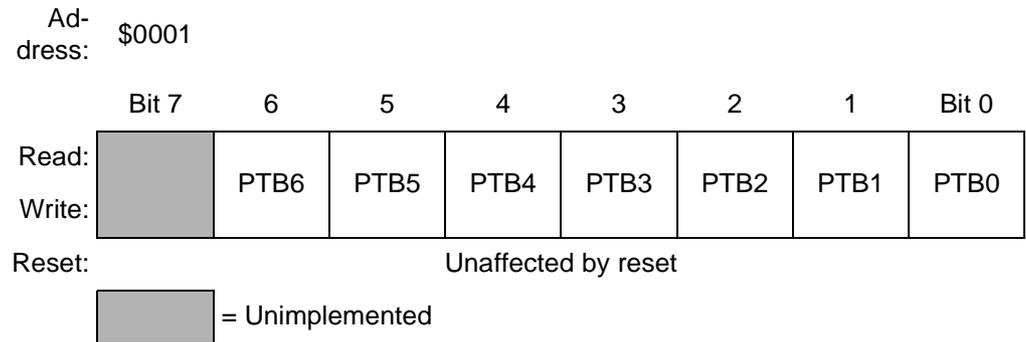 Ad-
dress: $0001
Bit 7 6 5 4 3 2 1 Bit 0
Read:
PTB6 PTB5 PTB4 PTB3 PTB2 PTB1 PTB0
Write:
Reset: Unaffected by reset
= Unimplemented